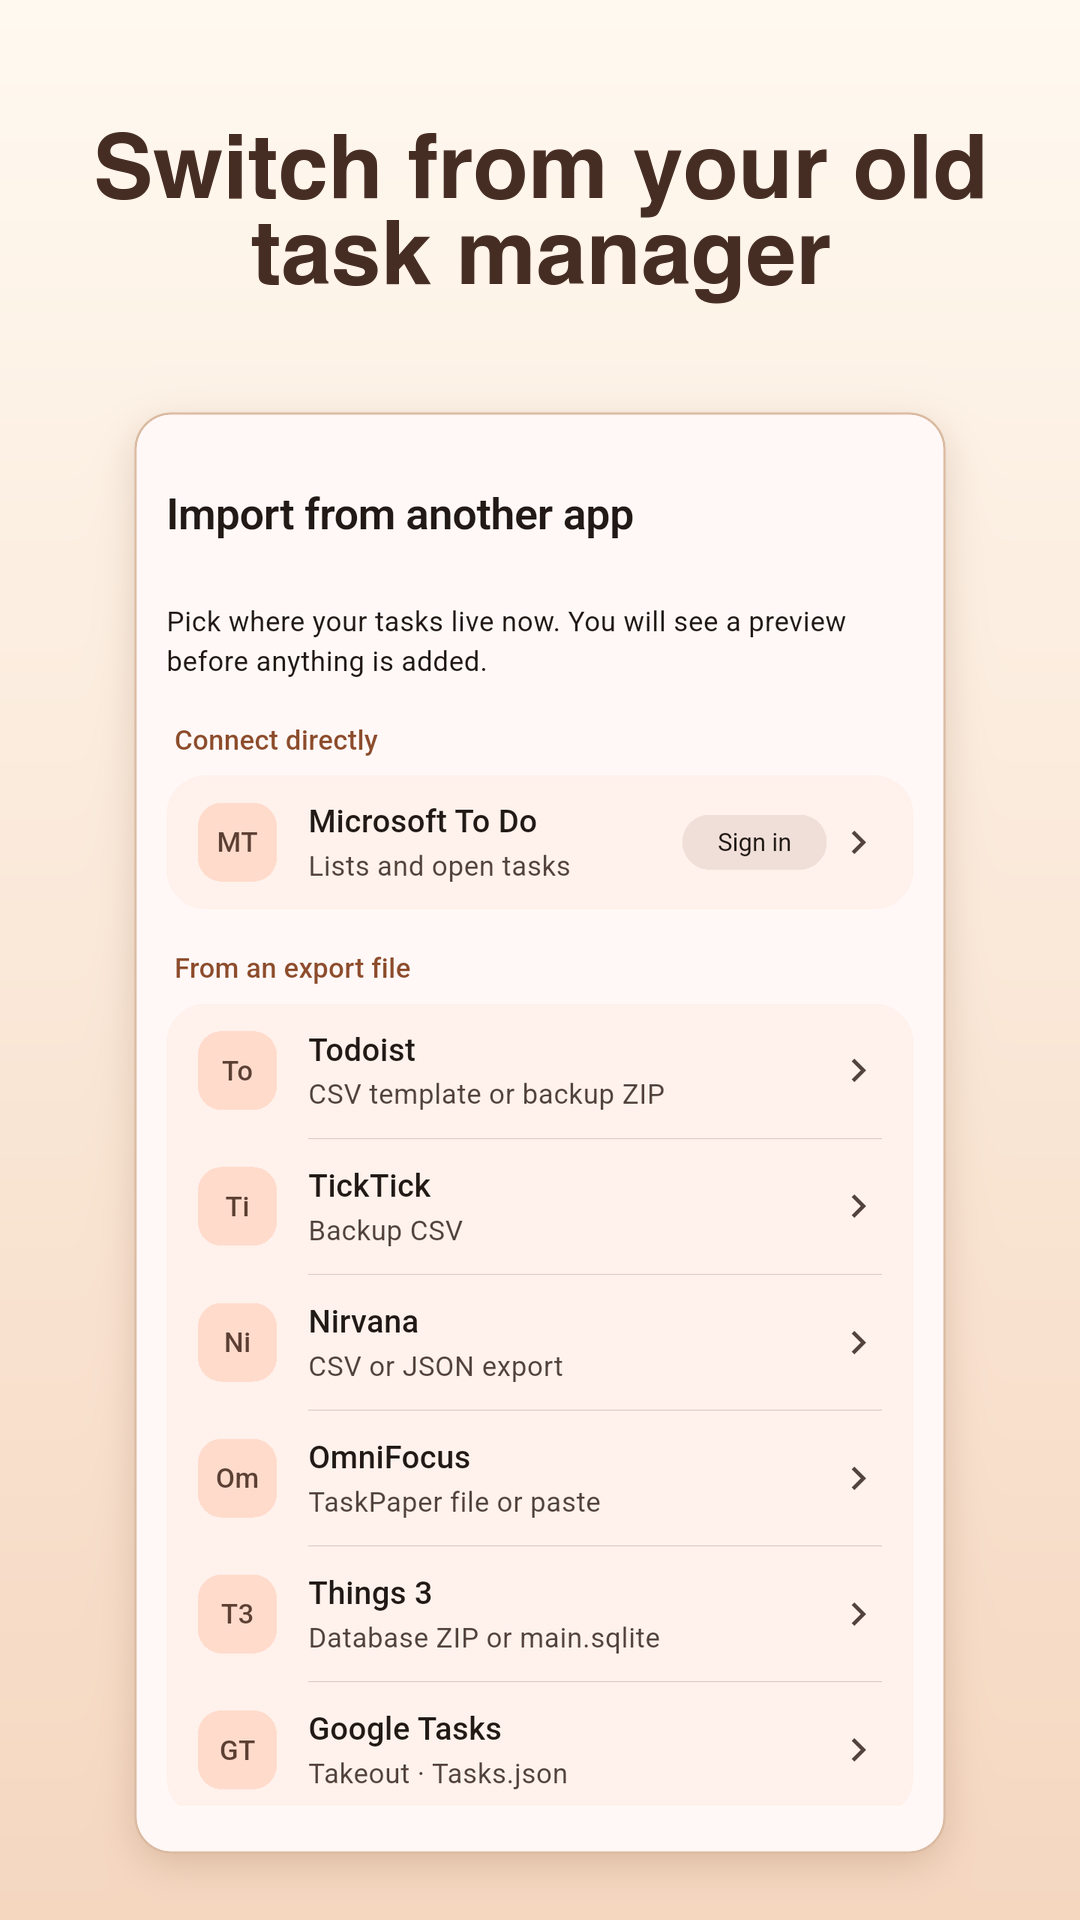 Switch from your old
task manager
Import from another app
Pick where your tasks live now. You will see a preview
before anything is added.
Connect directly
MT
Microsoft To Do
Lists and open tasks
Sign in
From an export file
To
Todoist
CSV template or backup ZIP
Ti
TickTick
Backup CSV
Ni
Nirvana
CSV or JSON export
Om
OmniFocus
TaskPaper file or paste
T3
Things 3
Database ZIP or main.sqlite
GT
Google Tasks
Takeout · Tasks.json